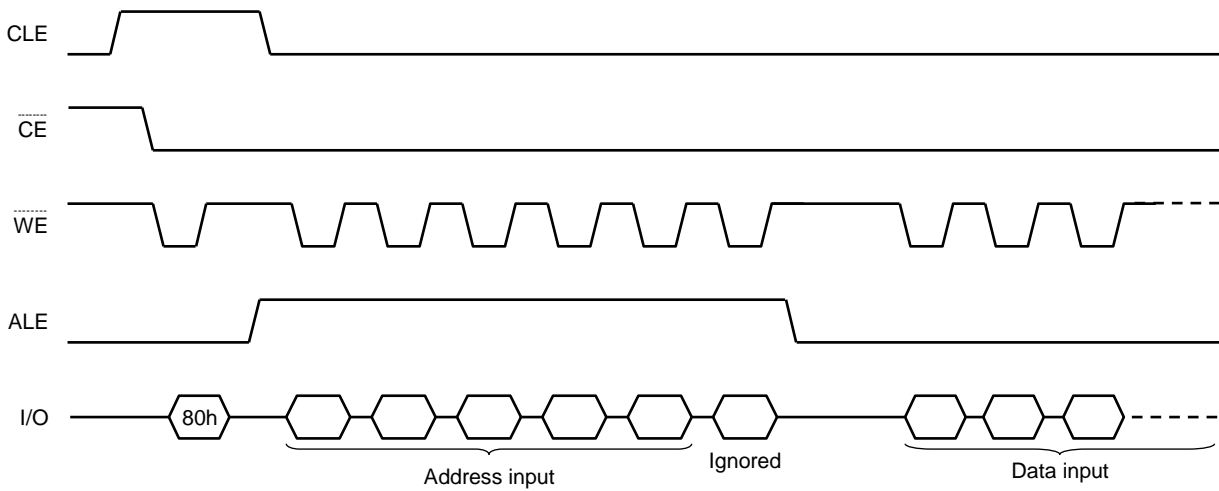 CLE
CE
WE
ALE
I/O
80h
Address input
Ignored
Data input